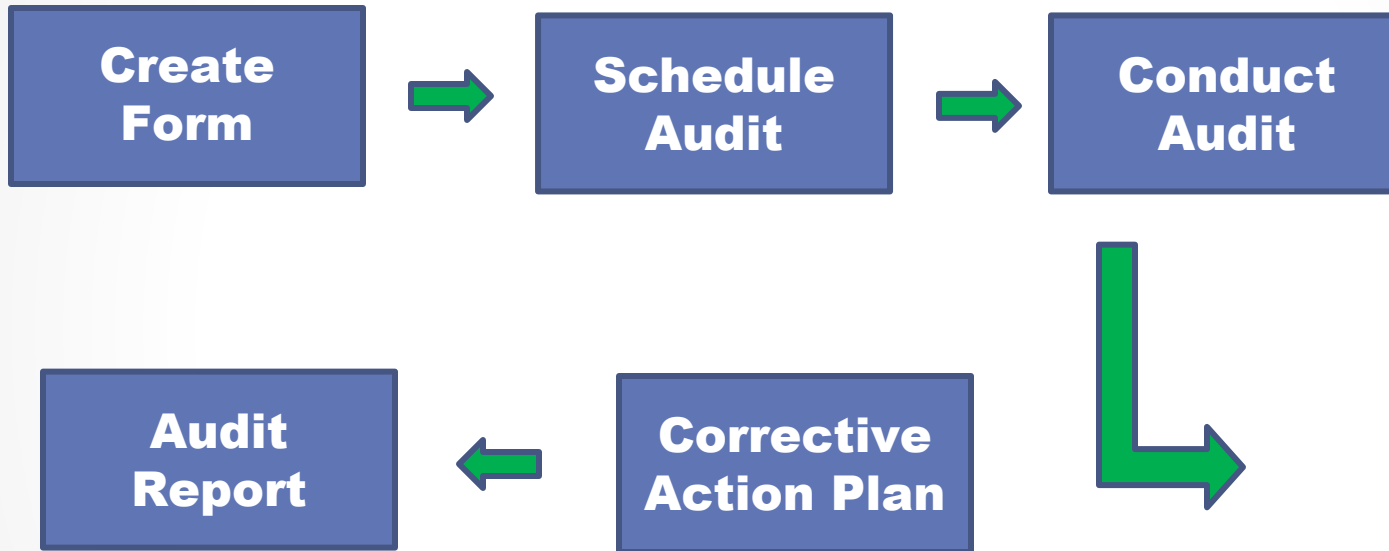 Create
Form
Schedule
Audit
Conduct
Audit
Audit
Report
Corrective
Action Plan